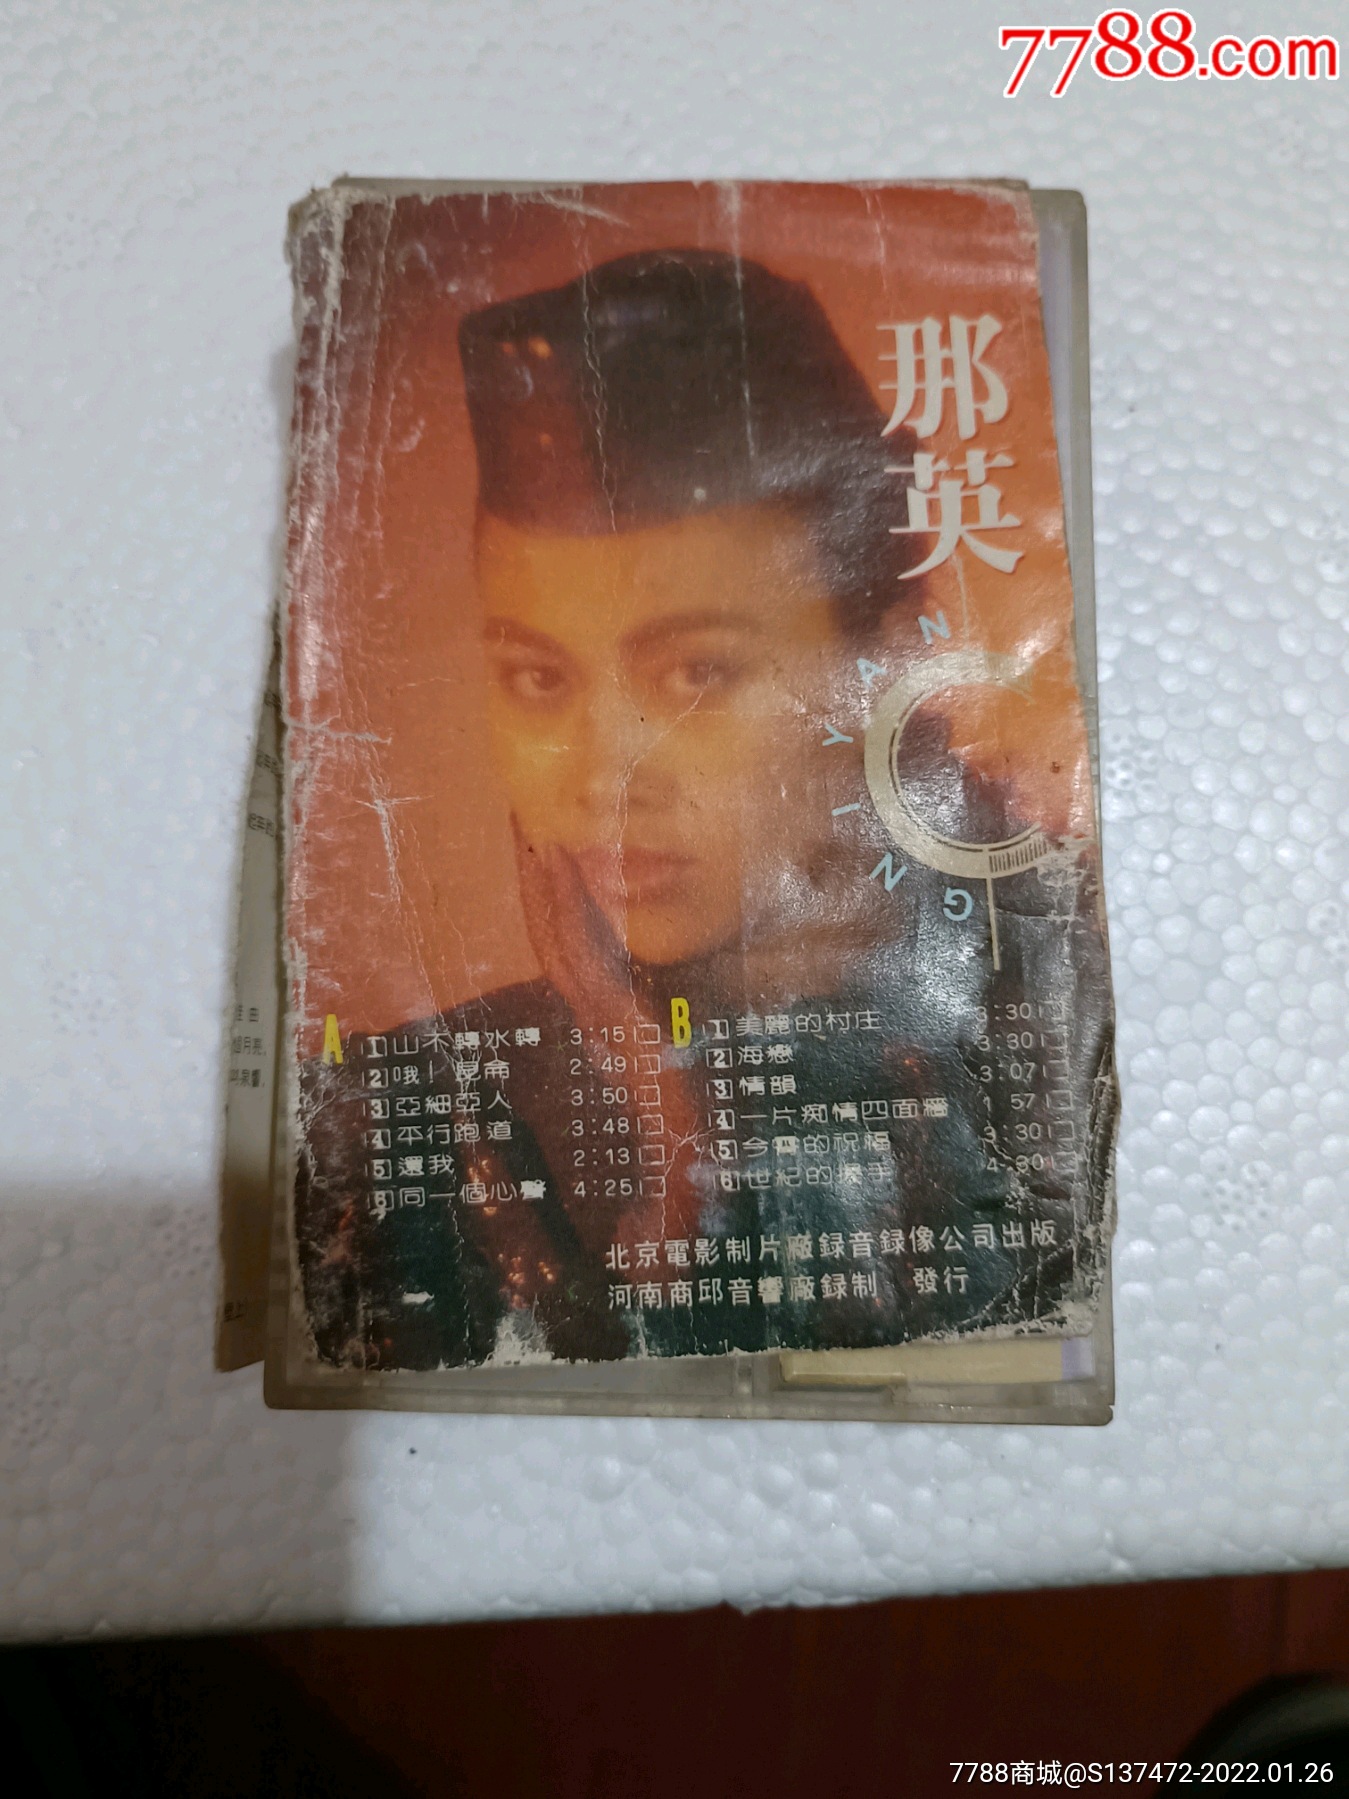 7788.com
那英
N A Y I N G
A
1 山不轉水轉 3:15
2 哦！崑崙 2:49
3 亞細亞人 3:50
4 平行跑道 3:48
5 還我 2:13
6 同一個心聲 4:25
B
1 美麗的村庄 3:30
2 海戀 3:30
3 情韻 3:07
4 一片痴情四面牆 1 57
5 今宵的祝福 3:30
6 世紀的握手 4:30
北京電影制片廠録音録像公司出版
河南商邱音響廠録制 發行
7788商城@S137472-2022.01.26